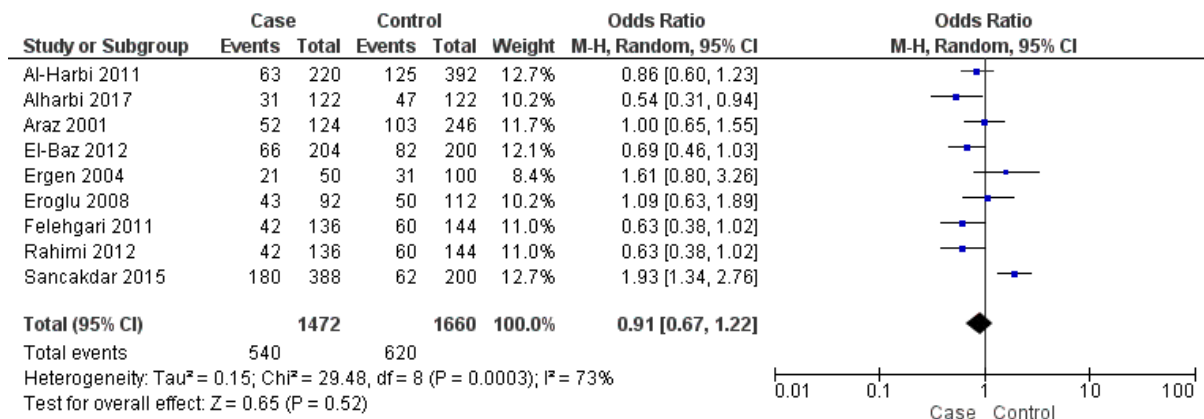 Case Control Odds Ratio Odds Ratio
Study or Subgroup Events Total Events Total Weight M-H, Random, 95% CI M-H, Random, 95% CI
Al-Harbi 2011 63 220 125 392 12.7% 0.86 [0.60, 1.23]
Alharbi 2017 31 122 47 122 10.2% 0.54 [0.31, 0.94]
Araz 2001 52 124 103 246 11.7% 1.00 [0.65, 1.55]
El-Baz 2012 66 204 82 200 12.1% 0.69 [0.46, 1.03]
Ergen 2004 21 50 31 100 8.4% 1.61 [0.80, 3.26]
Eroglu 2008 43 92 50 112 10.2% 1.09 [0.63, 1.89]
Felehgari 2011 42 136 60 144 11.0% 0.63 [0.38, 1.02]
Rahimi 2012 42 136 60 144 11.0% 0.63 [0.38, 1.02]
Sancakdar 2015 180 388 62 200 12.7% 1.93 [1.34, 2.76]
Total (95% CI) 1472 1660 100.0% 0.91 [0.67, 1.22]
Total events 540 620
Heterogeneity: Tau² = 0.15; Chi² = 29.48, df = 8 (P = 0.0003); I² = 73%
Test for overall effect: Z = 0.65 (P = 0.52)
0.01 0.1 1 10 100
Case Control